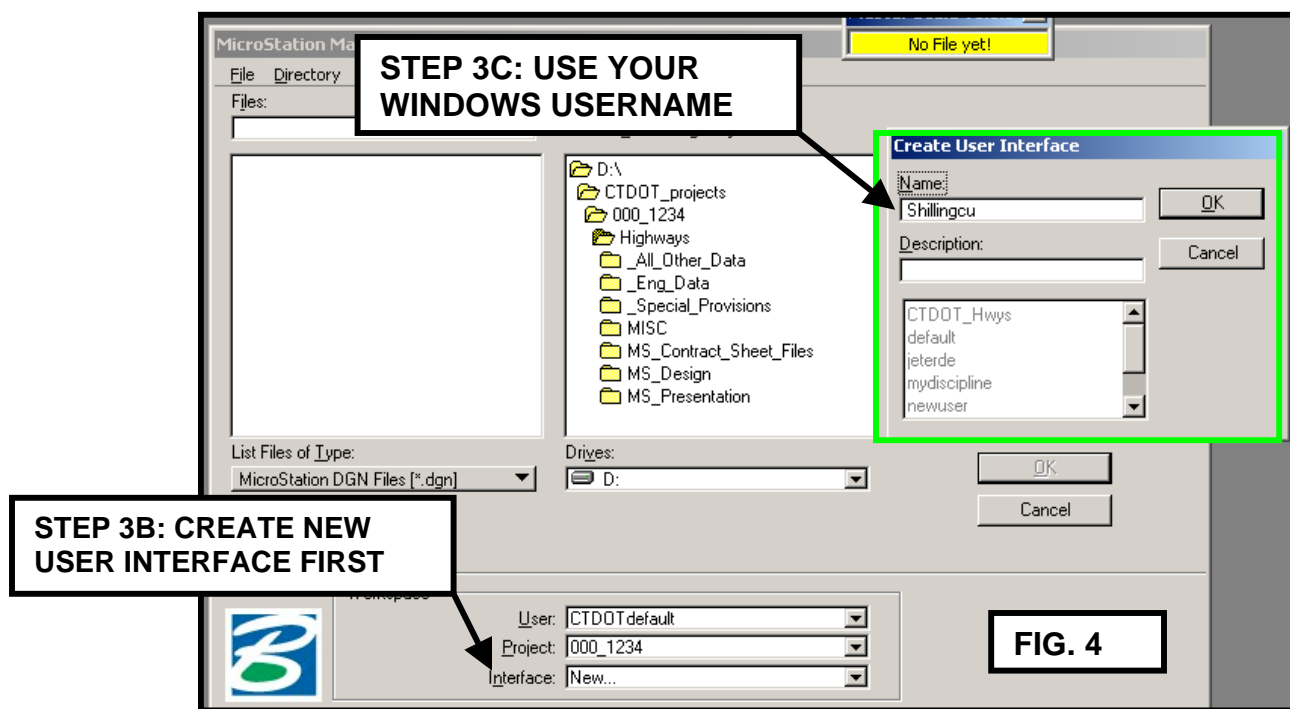 MicroStation Ma
No File yet!
File Directory
STEP 3C: USE YOUR
WINDOWS USERNAME
Files:
Create User Interface
Name:
Shillingcu
OK
Description:
Cancel
CTDOT_Hwys
default
jeterde
mydiscipline
newuser
D:\
CTDOT_projects
000_1234
Highways
_All_Other_Data
_Eng_Data
_Special_Provisions
MISC
MS_Contract_Sheet_Files
MS_Design
MS_Presentation
List Files of Type:
MicroStation DGN Files [*.dgn]
Drives:
D:
OK
Cancel
STEP 3B: CREATE NEW
USER INTERFACE FIRST
User: CTDOTdefault
Project: 000_1234
Interface: New...
FIG. 4